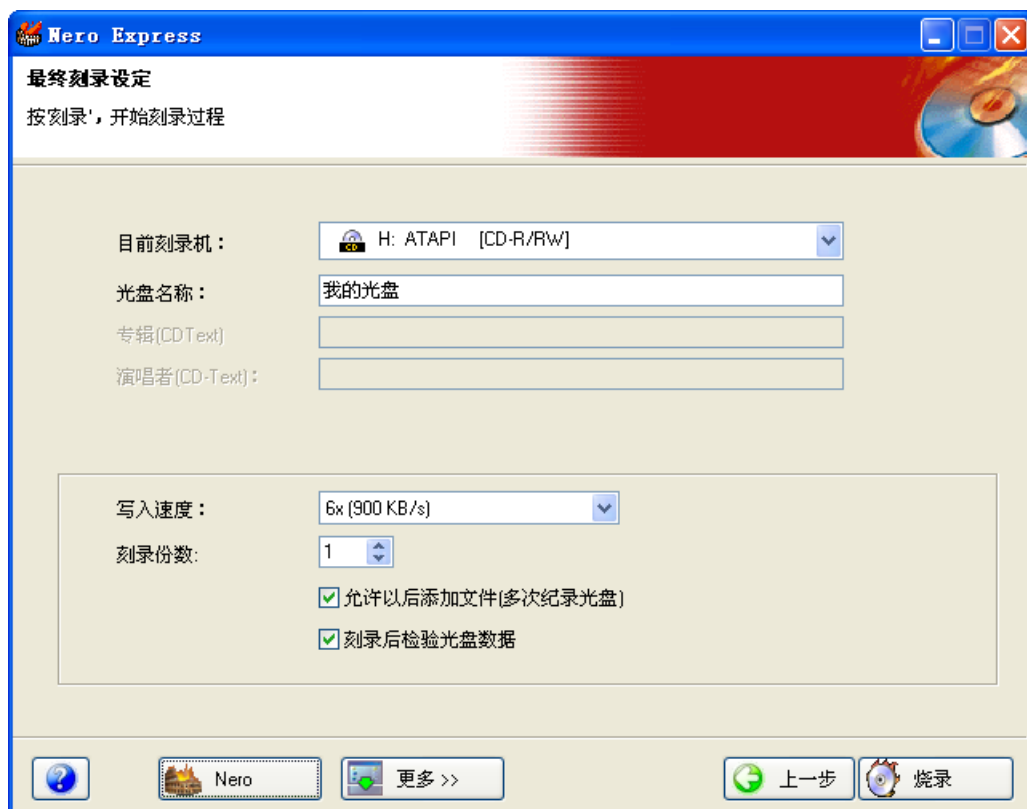 Nero Express
最终刻录设定
按'刻录'，开始刻录过程
目前刻录机：
H: ATAPI [CD-R/RW]
光盘名称：
我的光盘
专辑(CDText)
演唱者(CD-Text)：
写入速度：
6x (900 KB/s)
刻录份数:
1
允许以后添加文件(多次纪录光盘)
刻录后检验光盘数据
? Nero 更多 >> 上一步 烧录